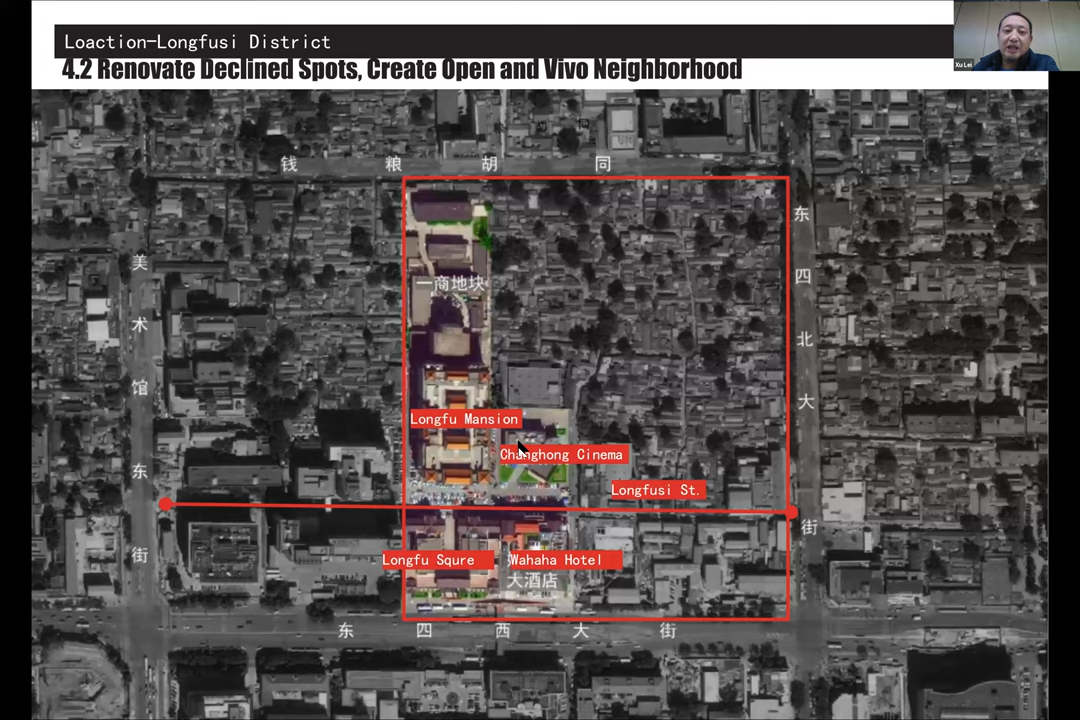 Loaction-Longfusi District
4.2 Renovate Declined Spots, Create Open and Vivo Neighborhood
Xu Lei
钱粮胡同
美术馆东街
东四北大街
一商地块
Longfu Mansion
Changhong Cinema
Longfusi St.
Longfu Squre
Wahaha Hotel
大酒店
东四西大街